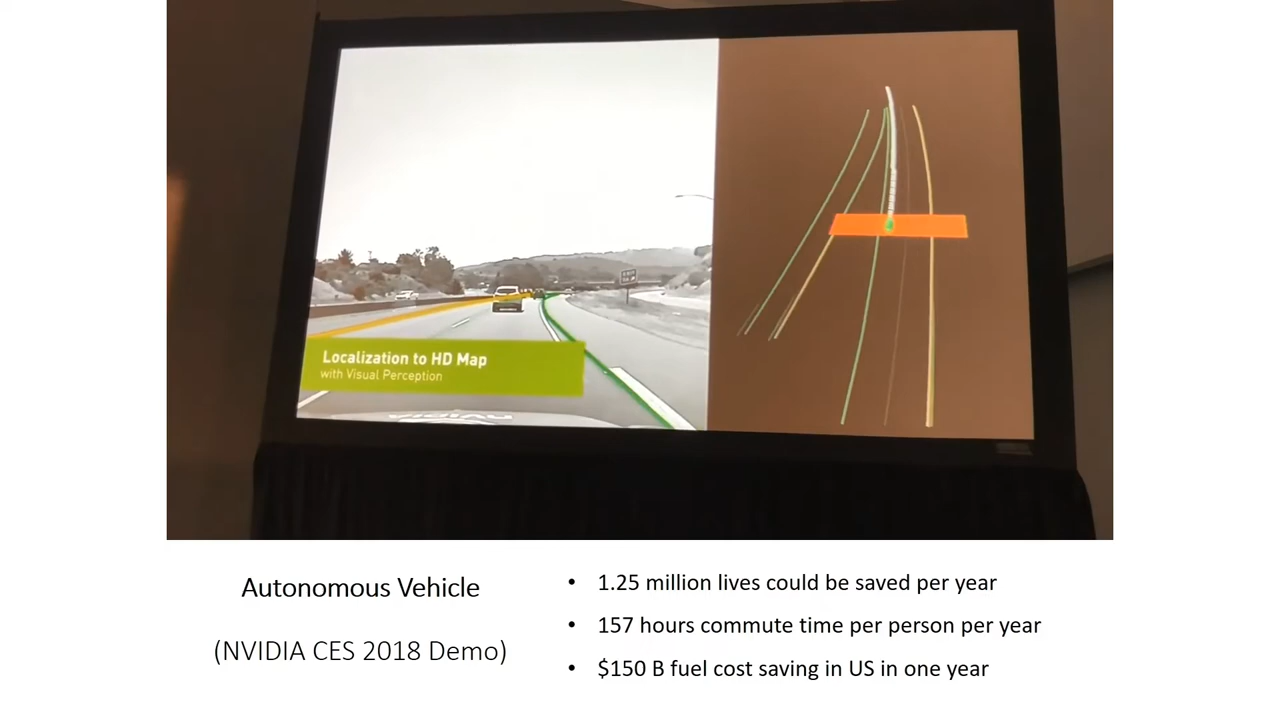 Localization to HD Map
with Visual Perception
NVIDIA
Autonomous Vehicle
(NVIDIA CES 2018 Demo)
• 1.25 million lives could be saved per year
• 157 hours commute time per person per year
• $150 B fuel cost saving in US in one year